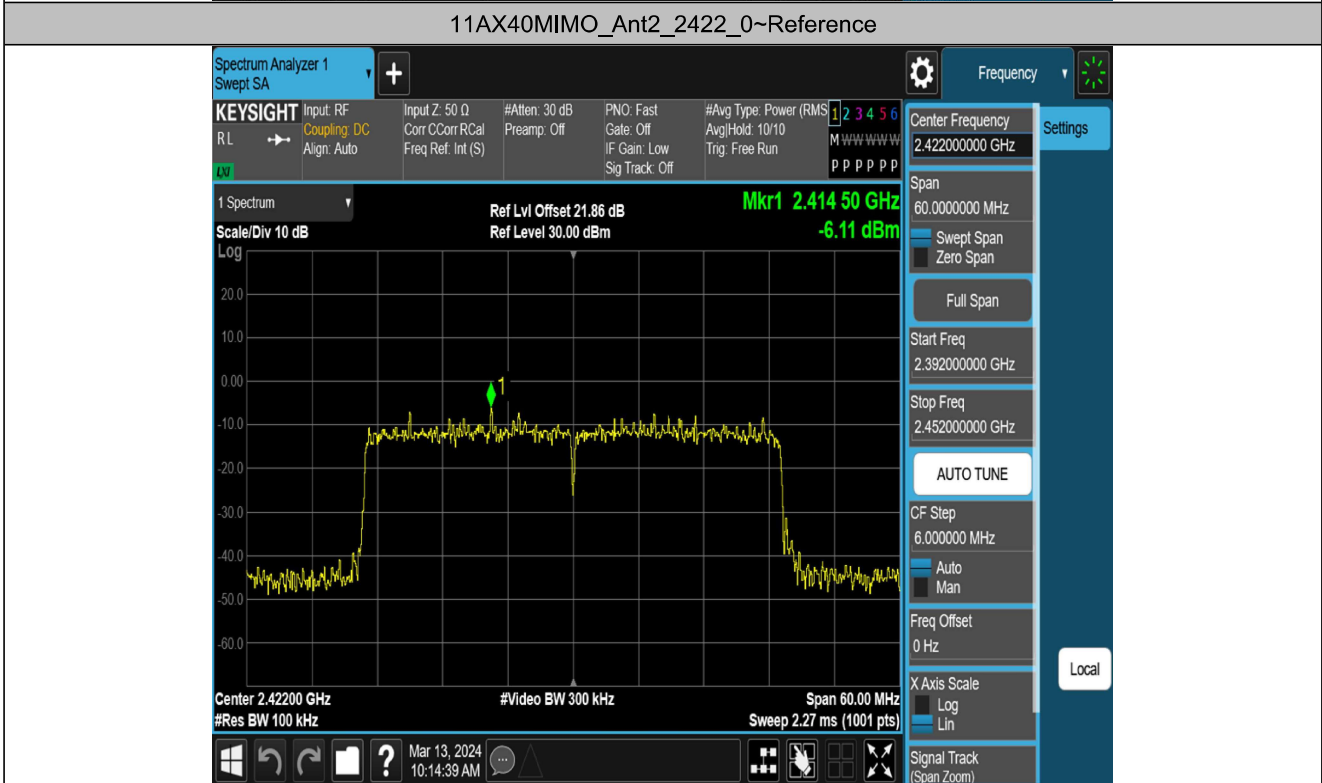 11AX40MIMO_Ant2_2422_0~Reference
Spectrum Analyzer 1
Swept SA
Frequency
KEYSIGHT
RL
LXI
Input: RF
Coupling: DC
Align: Auto
Input Z: 50 Ω
Corr CCorr RCal
Freq Ref: Int (S)
#Atten: 30 dB
Preamp: Off
PNO: Fast
Gate: Off
IF Gain: Low
Sig Track: Off
#Avg Type: Power (RMS
Avg|Hold: 10/10
Trig: Free Run
1 2 3 4 5 6
M W W W W W
P P P P P P
1 Spectrum
Scale/Div 10 dB
Log
Ref Lvl Offset 21.86 dB
Ref Level 30.00 dBm
Mkr1 2.414 50 GHz
-6.11 dBm
20.0
10.0
0.00
-10.0
-20.0
-30.0
-40.0
-50.0
-60.0
1
Center 2.42200 GHz
#Res BW 100 kHz
#Video BW 300 kHz
Span 60.00 MHz
Sweep 2.27 ms (1001 pts)
Mar 13, 2024
10:14:39 AM
Center Frequency
2.422000000 GHz
Settings
Span
60.0000000 MHz
Swept Span
Zero Span
Full Span
Start Freq
2.392000000 GHz
Stop Freq
2.452000000 GHz
AUTO TUNE
CF Step
6.000000 MHz
Auto
Man
Freq Offset
0 Hz
X Axis Scale
Log
Lin
Local
Signal Track
(Span Zoom)